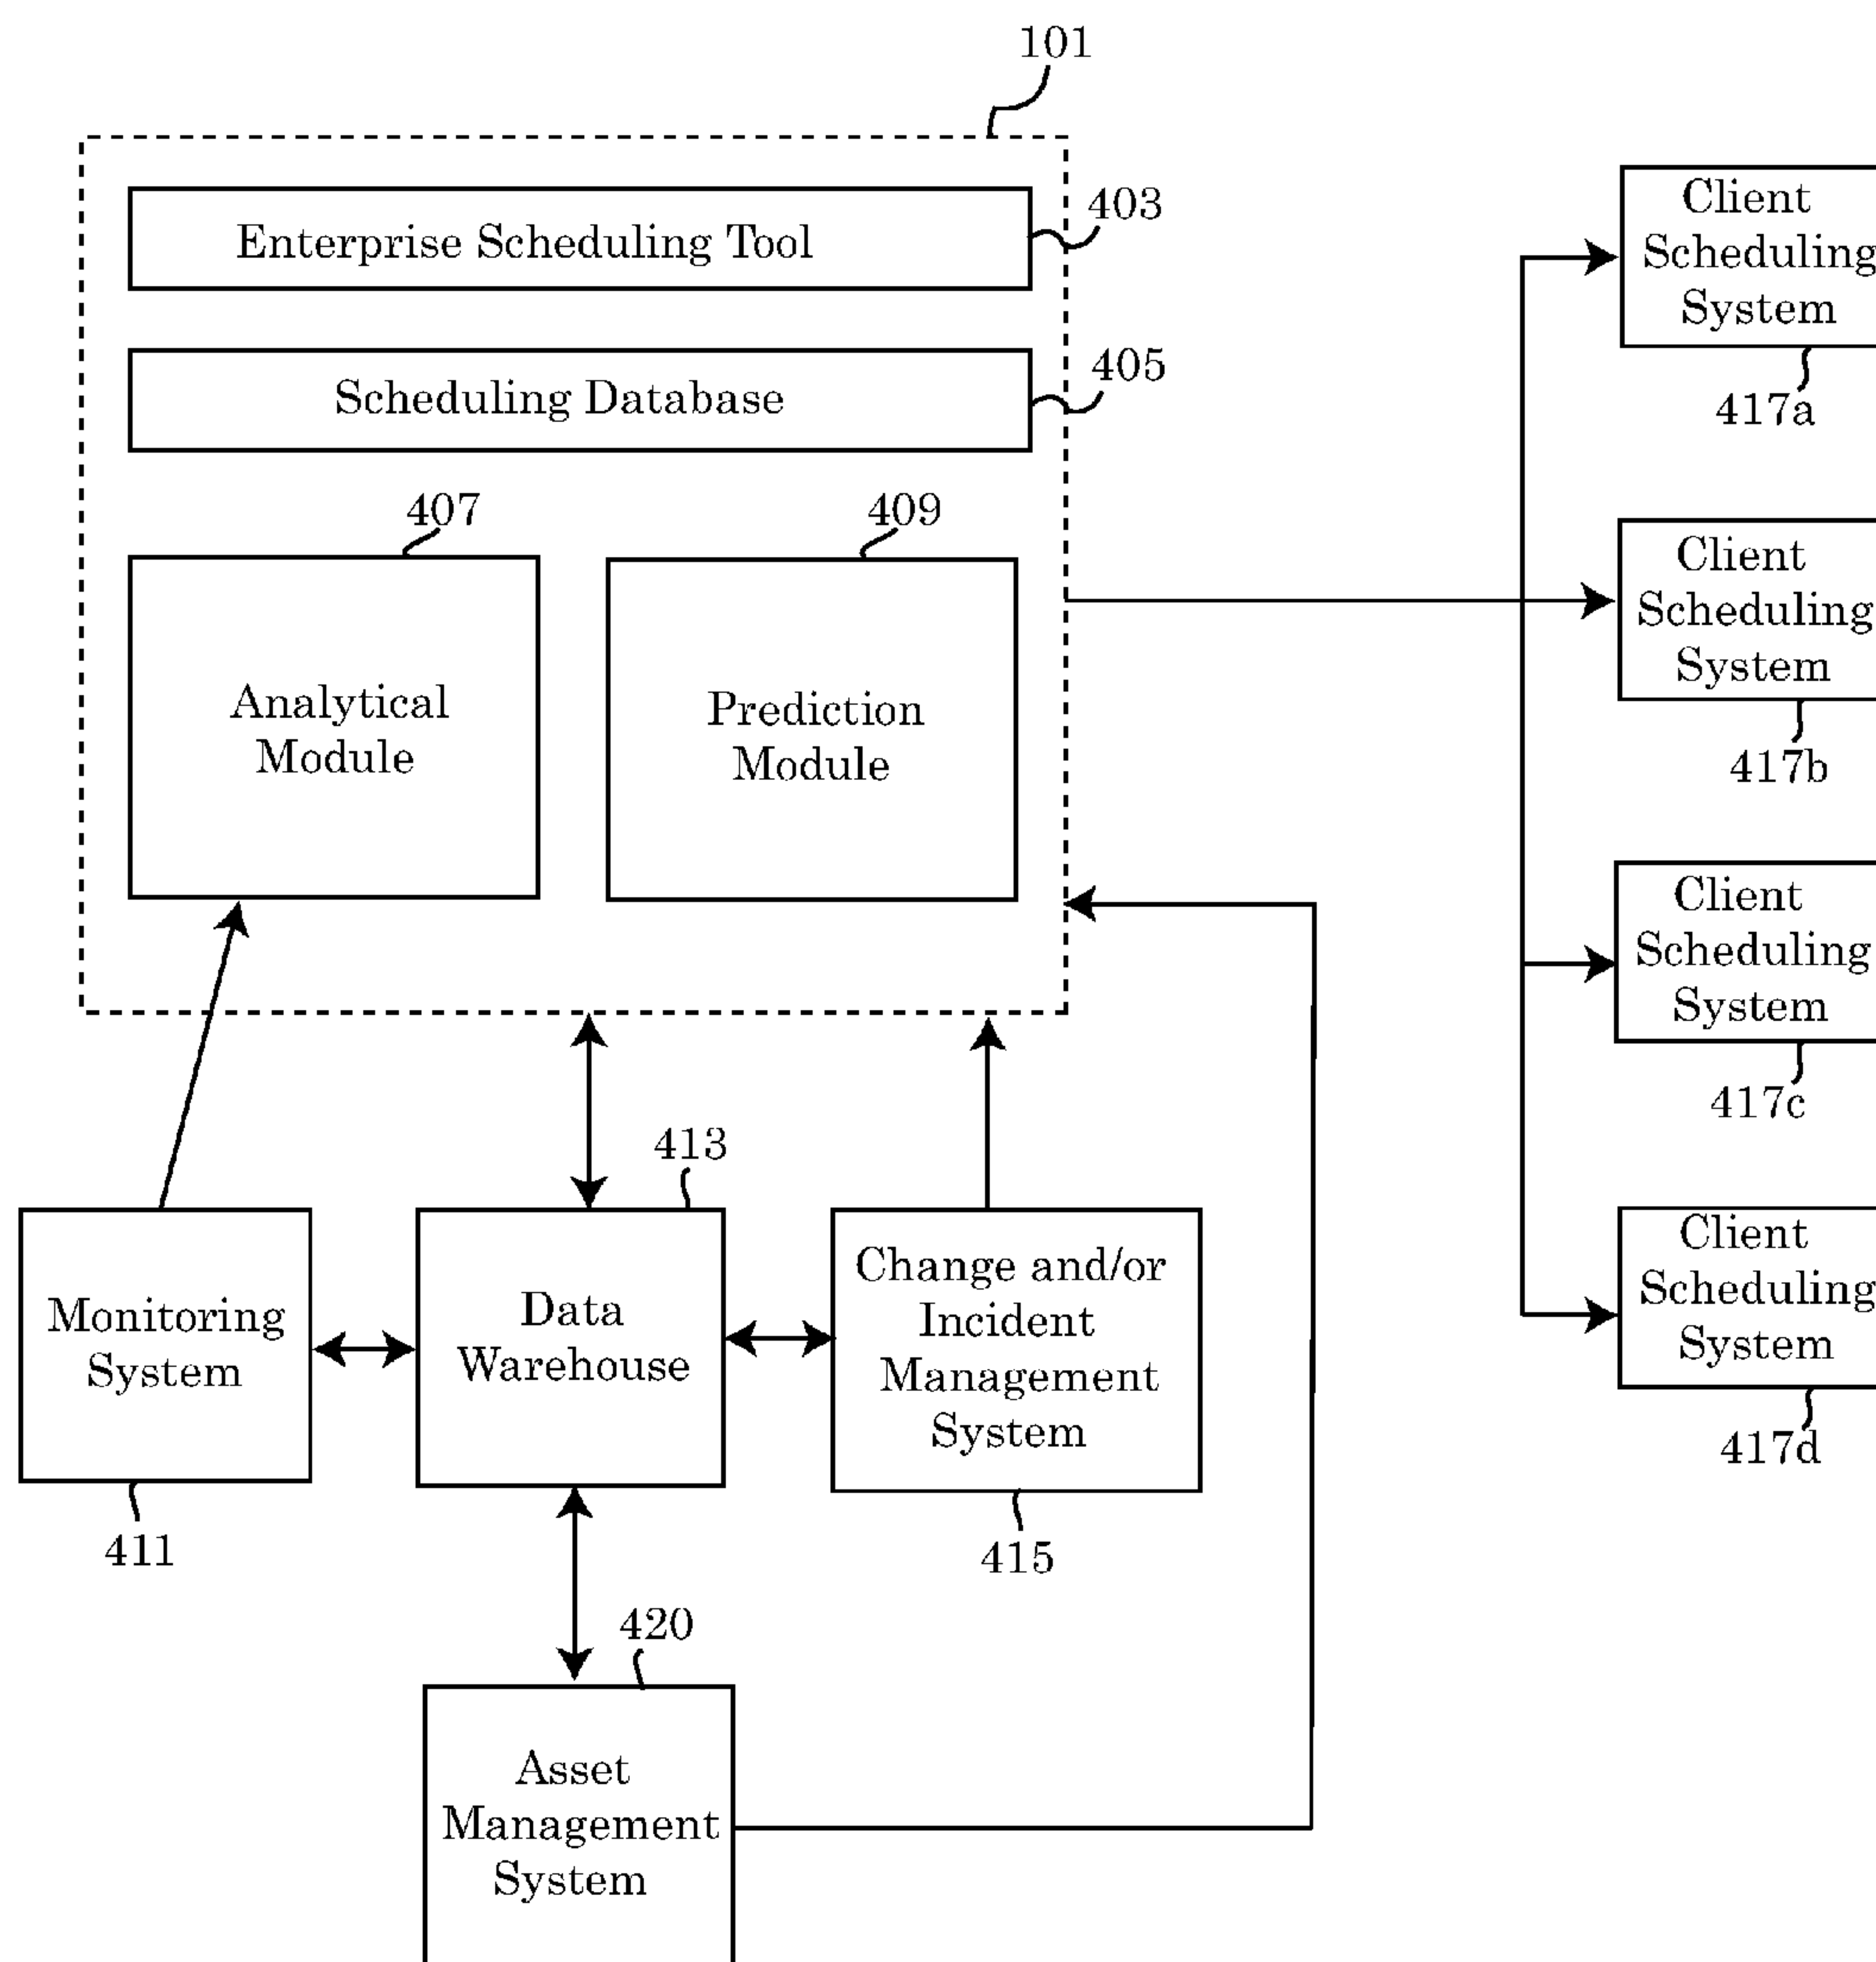 101
Enterprise Scheduling Tool
403
Scheduling Database
405
407
409
Analytical
Module
Prediction
Module
Client
Scheduling
System
417a
Client
Scheduling
System
417b
Client
Scheduling
System
417c
Client
Scheduling
System
417d
413
Monitoring
System
411
Data
Warehouse
Change and/or
Incident
Management
System
415
420
Asset
Management
System